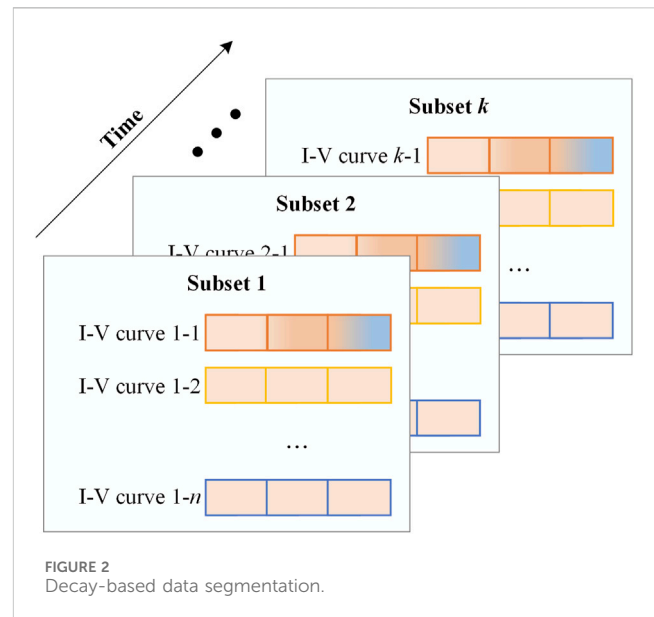 Time
Subset k
I-V curve k-1
...
Subset 2
I-V curve 2-1
Subset 1
I-V curve 1-1
I-V curve 1-2
...
I-V curve 1-n
FIGURE 2
Decay-based data segmentation.